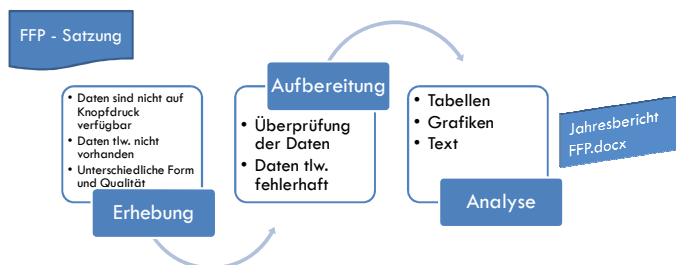 FFP - Satzung
• Daten sind nicht auf
Knopfdruck
verfügbar
• Daten tlw. nicht
vorhanden
• Unterschiedliche Form
und Qualität
Erhebung
Aufbereitung
• Überprüfung
der Daten
• Daten tlw.
fehlerhaft
• Tabellen
• Grafiken
• Text
Analyse
Jahresbericht
FFP.docx